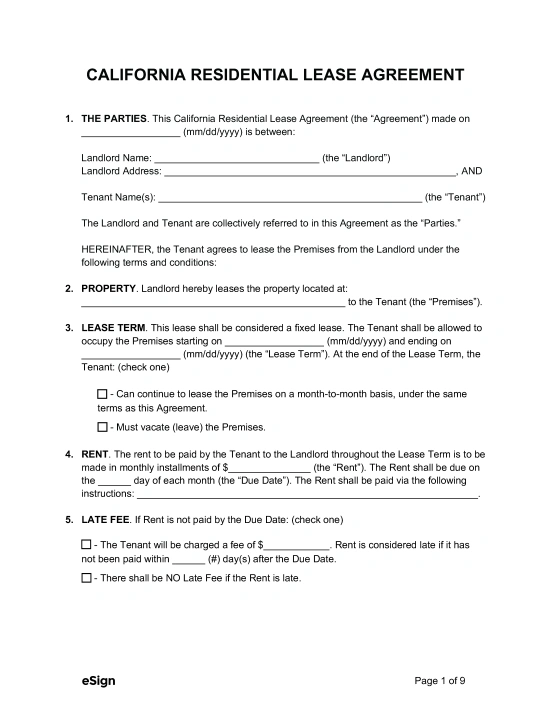 CALIFORNIA RESIDENTIAL LEASE AGREEMENT
1. THE PARTIES. This California Residential Lease Agreement (the “Agreement”) made on
____________________ (mm/dd/yyyy) is between:
Landlord Name: ______________________________ (the “Landlord”)
Landlord Address: ______________________________________________________, AND
Tenant Name(s): ________________________________________________ (the “Tenant”)
The Landlord and Tenant are collectively referred to in this Agreement as the “Parties.”
HEREINAFTER, the Tenant agrees to lease the Premises from the Landlord under the
following terms and conditions:
2. PROPERTY. Landlord hereby leases the property located at:
________________________________________________ to the Tenant (the “Premises”).
3. LEASE TERM. This lease shall be considered a fixed lease. The Tenant shall be allowed to
occupy the Premises starting on __________________ (mm/dd/yyyy) and ending on
__________________ (mm/dd/yyyy) (the “Lease Term”). At the end of the Lease Term, the
Tenant: (check one)
☐ - Can continue to lease the Premises on a month-to-month basis, under the same
terms as this Agreement.
☐ - Must vacate (leave) the Premises.
4. RENT. The rent to be paid by the Tenant to the Landlord throughout the Lease Term is to be
made in monthly installments of $_______________ (the “Rent”). The Rent shall be due on
the ______ day of each month (the “Due Date”). The Rent shall be paid via the following
instructions: ______________________________________________________________.
5. LATE FEE. If Rent is not paid by the Due Date: (check one)
☐ - The Tenant will be charged a fee of $____________. Rent is considered late if it has
not been paid within ______ (#) day(s) after the Due Date.
☐ - There shall be NO Late Fee if the Rent is late.
eSign Page 1 of 9